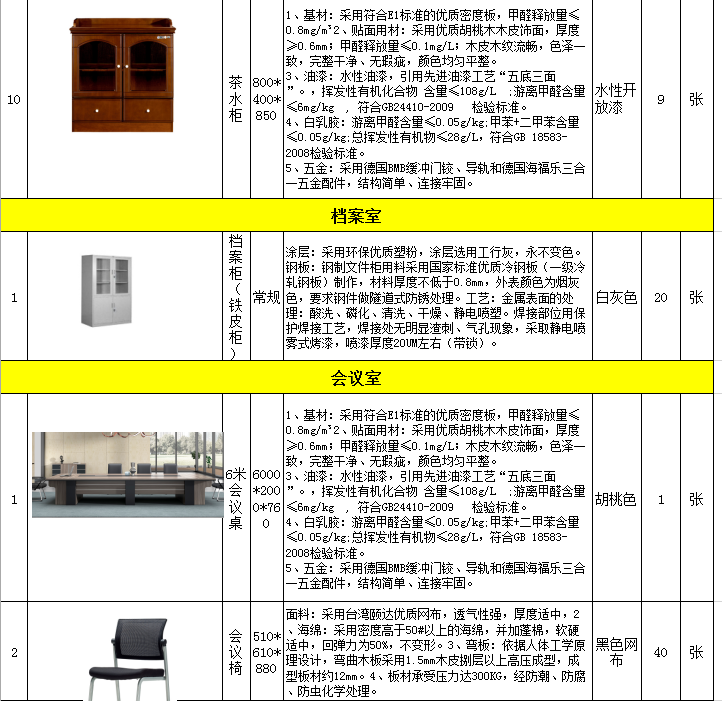 10
茶水柜
800*400*850
1、基材：采用符合E1标准的优质密度板，甲醛释放量≤
0.8mg/m³2、贴面用材：采用优质胡桃木木皮饰面，厚度
≥0.6mm；甲醛释放量≤0.1mg/L；木皮木纹流畅，色泽一
致，完整干净、无瑕疵，颜色均匀平整。
3、油漆：水性油漆，引用先进油漆工艺“五底三面
”。，挥发性有机化合物 含量≤108g/L ;游离甲醛含量
≤6mg/kg , 符合GB24410-2009  检验标准。
4、白乳胶：游离甲醛含量≤0.05g/kg;甲苯+二甲苯含量
≤0.05g/kg;总挥发性有机物≤28g/L，符合GB 18583-
2008检验标准。
5、五金：采用德国BMB缓冲门铰、导轨和德国海福乐三合
一五金配件，结构简单、连接牢固。
水性开放漆
9
张
档案室
1
档案柜（铁皮柜）
常规
涂层：采用环保优质塑粉，涂层选用工行灰，永不变色。
钢板：钢制文件柜用料采用国家标准优质冷钢板（一级冷
轧钢板）制作，材料厚度不低于0.8mm，外表颜色为烟灰
色，要求钢件做隧道式防锈处理。工艺：金属表面的处
理：酸洗、磷化、清洗、干燥、静电喷塑。焊接部位用保
护焊接工艺，焊接处无明显渣刺、气孔现象，采取静电喷
雾式烤漆，喷漆厚度20UM左右（带锁）。
白灰色
20
张
会议室
1
6米会议桌
6000*2000*760
1、基材：采用符合E1标准的优质密度板，甲醛释放量≤
0.8mg/m³2、贴面用材：采用优质胡桃木木皮饰面，厚度
≥0.6mm；甲醛释放量≤0.1mg/L；木皮木纹流畅，色泽一
致，完整干净、无瑕疵，颜色均匀平整。
3、油漆：水性油漆，引用先进油漆工艺“五底三面
”。，挥发性有机化合物 含量≤108g/L ;游离甲醛含量
≤6mg/kg , 符合GB24410-2009  检验标准。
4、白乳胶：游离甲醛含量≤0.05g/kg;甲苯+二甲苯含量
≤0.05g/kg;总挥发性有机物≤28g/L，符合GB 18583-
2008检验标准。
5、五金：采用德国BMB缓冲门铰、导轨和德国海福乐三合
一五金配件，结构简单、连接牢固。
胡桃色
1
张
2
会议椅
510*610*880
面料：采用台湾颐达优质网布，透气性强，厚度适中，2
、海绵：采用密度高于50#以上的海绵，并加蓬棉，软硬
适中，回弹力为50%，不变形。3、弯板：依据人体工学原
理设计，弯曲木板采用1.5mm木皮捌层以上高压成型，成
型板材约12mm。4、板材承受压力达300KG，经防潮、防腐
、防虫化学处理。
黑色网布
40
张